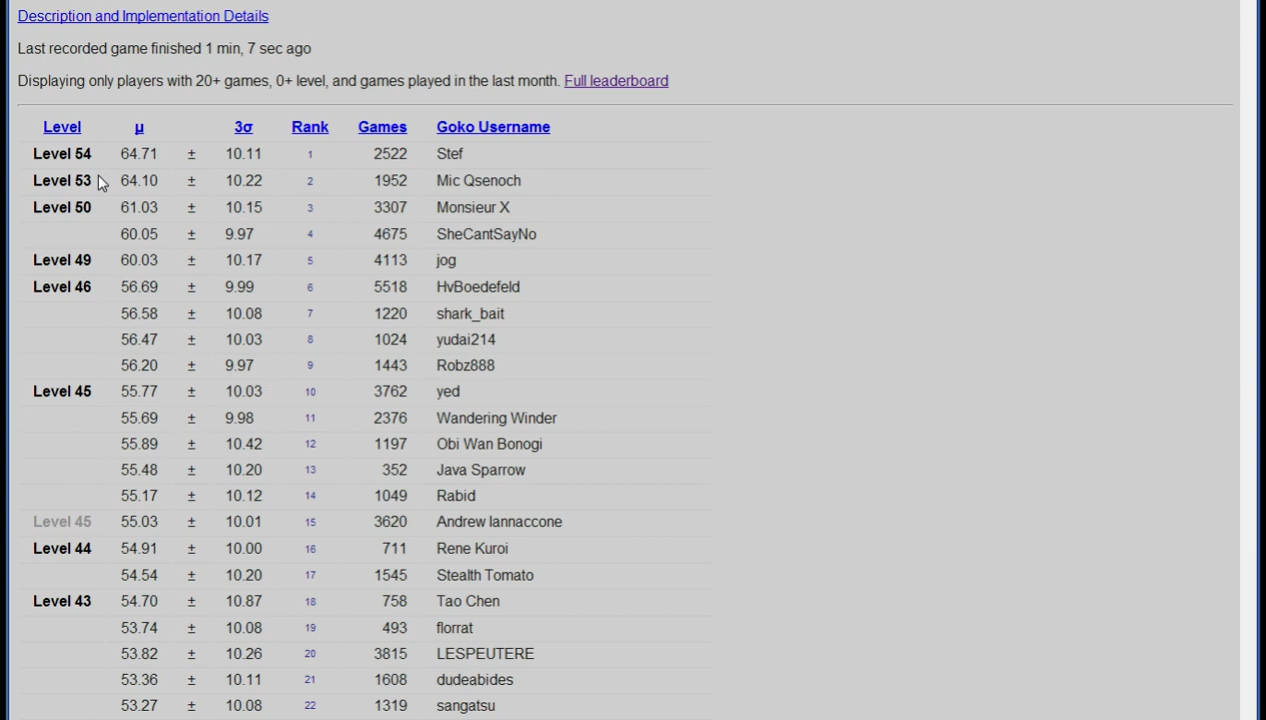 Description and Implementation Details
Last recorded game finished 1 min, 7 sec ago
Displaying only players with 20+ games, 0+ level, and games played in the last month. Full leaderboard
Level μ 3σ Rank Games Goko Username
Level 54 64.71 ± 10.11 1 2522 Stef
Level 53 64.10 ± 10.22 2 1952 Mic Qsenoch
Level 50 61.03 ± 10.15 3 3307 Monsieur X
60.05 ± 9.97 4 4675 SheCantSayNo
Level 49 60.03 ± 10.17 5 4113 jog
Level 46 56.69 ± 9.99 6 5518 HvBoedefeld
56.58 ± 10.08 7 1220 shark_bait
56.47 ± 10.03 8 1024 yudai214
56.20 ± 9.97 9 1443 Robz888
Level 45 55.77 ± 10.03 10 3762 yed
55.69 ± 9.98 11 2376 Wandering Winder
55.89 ± 10.42 12 1197 Obi Wan Bonogi
55.48 ± 10.20 13 352 Java Sparrow
55.17 ± 10.12 14 1049 Rabid
Level 45 55.03 ± 10.01 15 3620 Andrew Iannaccone
Level 44 54.91 ± 10.00 16 711 Rene Kuroi
54.54 ± 10.20 17 1545 Stealth Tomato
Level 43 54.70 ± 10.87 18 758 Tao Chen
53.74 ± 10.08 19 493 florrat
53.82 ± 10.26 20 3815 LESPEUTERE
53.36 ± 10.11 21 1608 dudeabides
53.27 ± 10.08 22 1319 sangatsu